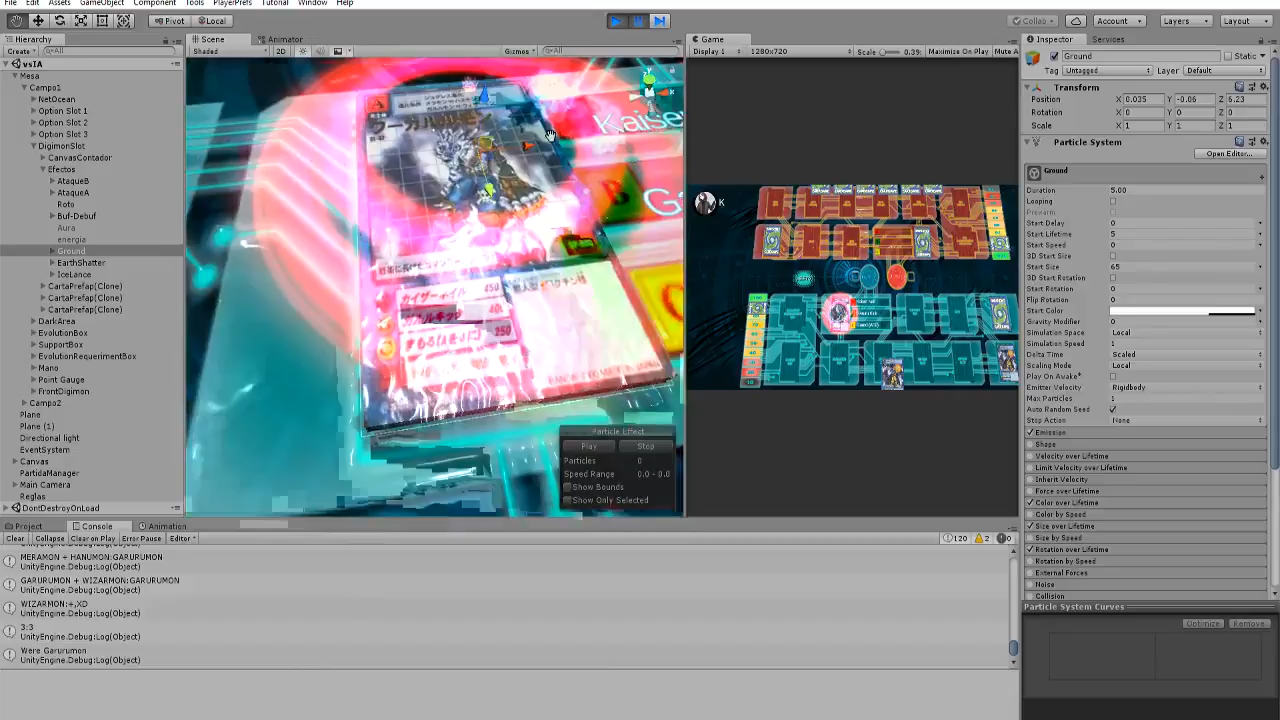 File Edit Assets GameObject Component Tools PlayerPrefs Tutorial Window Help
Pivot Local Collab Account Layers Layout
Hierarchy Scene Animator Game Inspector Services
Create All Shaded 2D Gizmos All Display 1 1280x720 Scale 0.39: Maximize On Play Mute A
vsIA
Mesa
Campo1
NetOcean
Option Slot 1
Option Slot 2
Option Slot 3
DigimonSlot
CanvasContador
Efectos
AtaqueB
AtaqueA
Roto
Buf-Debuf
Aura
energia
Ground
EarthShatter
IceLance
CartaPrefap(Clone)
CartaPrefap(Clone)
CartaPrefap(Clone)
DarkArea
EvolutionBox
SupportBox
EvolutionRequerimentBox
Mano
Point Gauge
FrontDigimon
Campo2
Plane
Plane (1)
Directional light
EventSystem
Canvas
PartidaManager
Main Camera
Reglas
DontDestroyOnLoad
A
Kaise
B
Ga
450
250
Particle Effect
Play Stop
Particles 0
Speed Range 0.0 - 0.0
Show Bounds
Show Only Selected
K
Ground Static
Tag Untagged Layer Default
Transform
Position X 0.035 Y -0.06 Z 6.23
Rotation X 0 Y 0 Z 0
Scale X 1 Y 1 Z 1
Particle System
Open Editor...
Ground
Duration 5.00
Looping
Prewarm
Start Delay 0
Start Lifetime 5
Start Speed 0
3D Start Size
Start Size 65
3D Start Rotation
Start Rotation 0
Flip Rotation 0
Start Color
Gravity Modifier 0
Simulation Space Local
Simulation Speed 1
Delta Time Scaled
Scaling Mode Local
Play On Awake*
Emitter Velocity Rigidbody
Max Particles 1
Auto Random Seed
Stop Action None
Emission
Shape
Velocity over Lifetime
Limit Velocity over Lifetime
Inherit Velocity
Force over Lifetime
Color over Lifetime
Color by Speed
Size over Lifetime
Size by Speed
Rotation over Lifetime
Rotation by Speed
External Forces
Noise
Collision
Particle System Curves
Optimize Remove
Project Console Animation
Clear Collapse Clear on Play Error Pause Editor 120 2 0
MERAMON + HANUMON:GARURUMON
UnityEngine.Debug:Log(Object)
GARURUMON + WIZARMON:GARURUMON
UnityEngine.Debug:Log(Object)
WIZARMON:+,XD
UnityEngine.Debug:Log(Object)
3:3
UnityEngine.Debug:Log(Object)
Were Garurumon
UnityEngine.Debug:Log(Object)